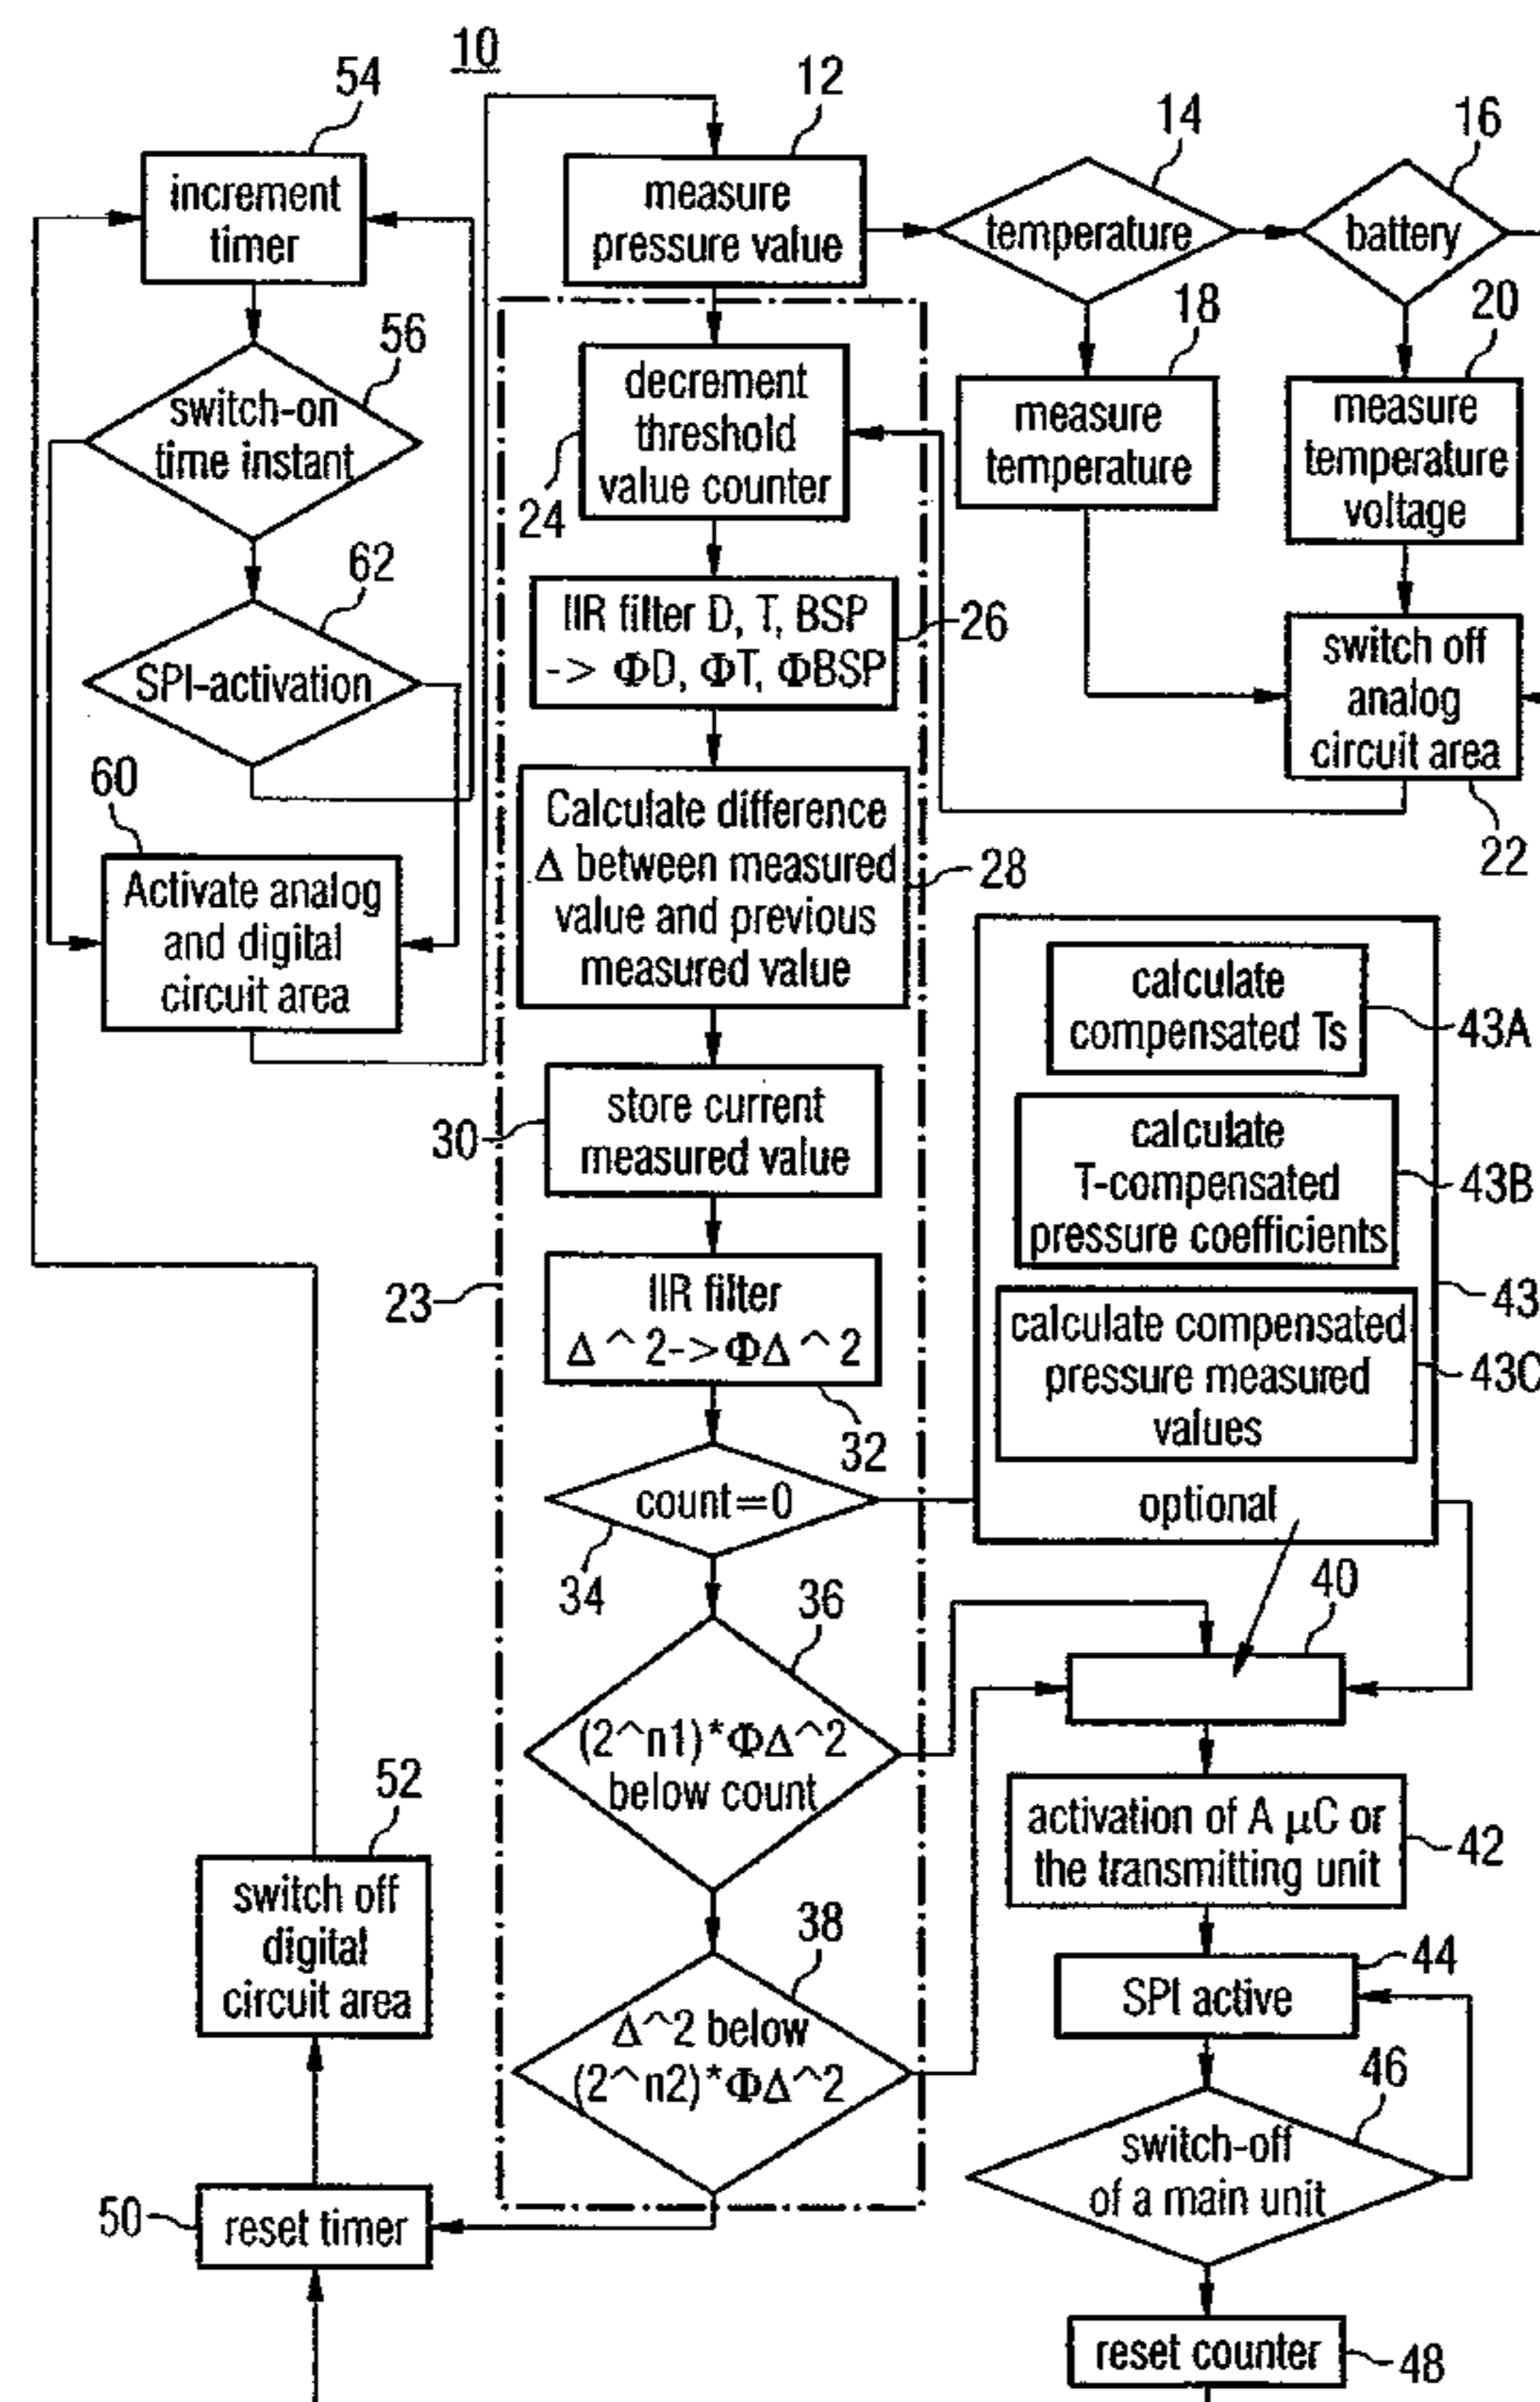 10
54
12
14
16
increment
timer
measure
pressure value
temperature
battery
56
18
20
switch-on
time instant
decrement
threshold
value counter
24
measure
temperature
measure
temperature
voltage
62
SPI-activation
IIR filter D, T, BSP
-> ΦD, ΦT, ΦBSP
26
switch off
analog
circuit area
22
60
Activate analog
and digital
circuit area
Calculate difference
Δ between measured
value and previous
measured value
28
calculate
compensated Ts
43A
30
store current
measured value
calculate
T-compensated
pressure coefficients
43B
23
IIR filter
Δ^2->ΦΔ^2
32
43
calculate compensated
pressure measured
values
43C
count=0
34
optional
36
40
(2^n1)*ΦΔ^2
below count
52
switch off
digital
circuit area
activation of A µC or
the transmitting unit
42
38
Δ^2 below
(2^n2)*ΦΔ^2
44
SPI active
46
switch-off
of a main unit
50
reset timer
reset counter
48